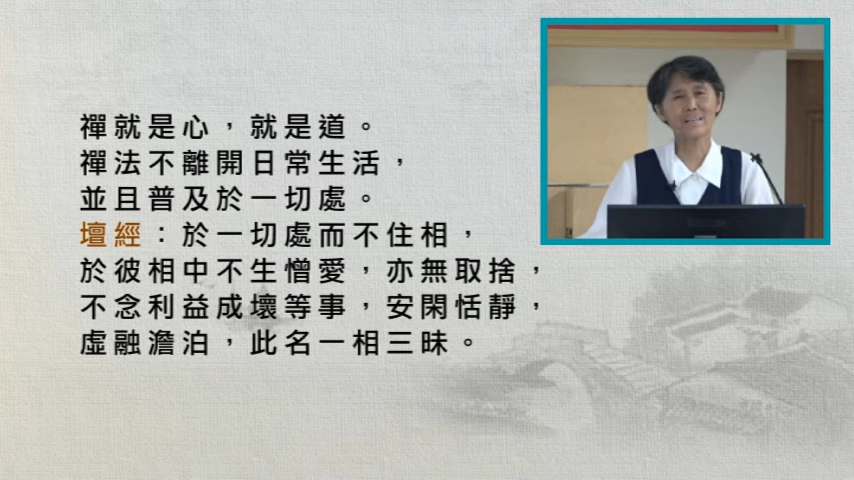 禪就是心，就是道。
禪法不離開日常生活，
並且普及於一切處。
壇經：於一切處而不住相，
於彼相中不生憎愛，亦無取捨，
不念利益成壞等事，安閑恬靜，
虛融澹泊，此名一相三昧。